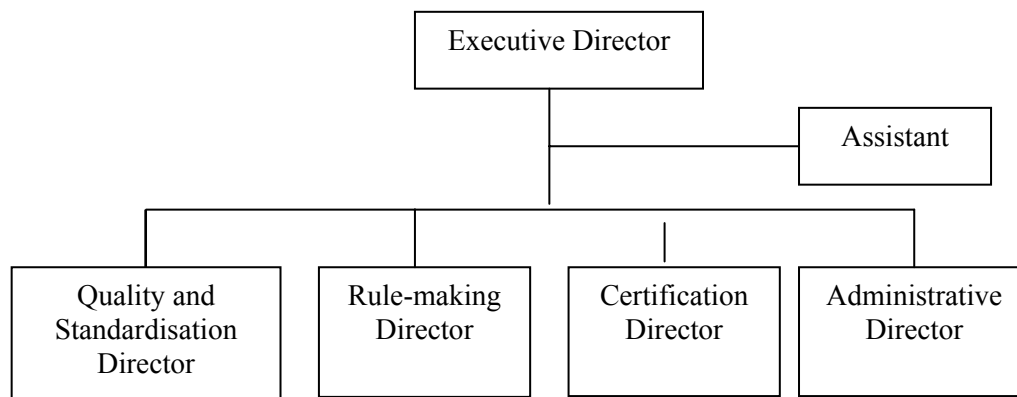 Executive Director
Assistant
Quality and
Standardisation
Director
Rule-making
Director
Certification
Director
Administrative
Director